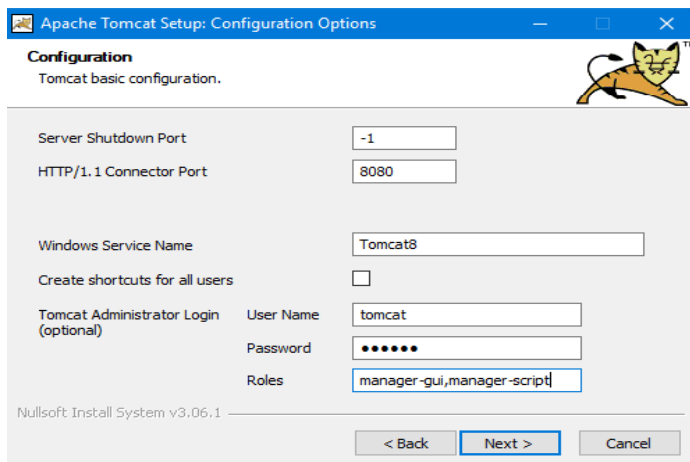 Apache Tomcat Setup: Configuration Options
Configuration
Tomcat basic configuration.
TM
Server Shutdown Port -1
HTTP/1.1 Connector Port 8080
Windows Service Name Tomcat8
Create shortcuts for all users
Tomcat Administrator Login (optional) User Name tomcat
Password ●●●●●●
Roles manager-gui,manager-script
Nullsoft Install System v3.06.1
< Back Next > Cancel